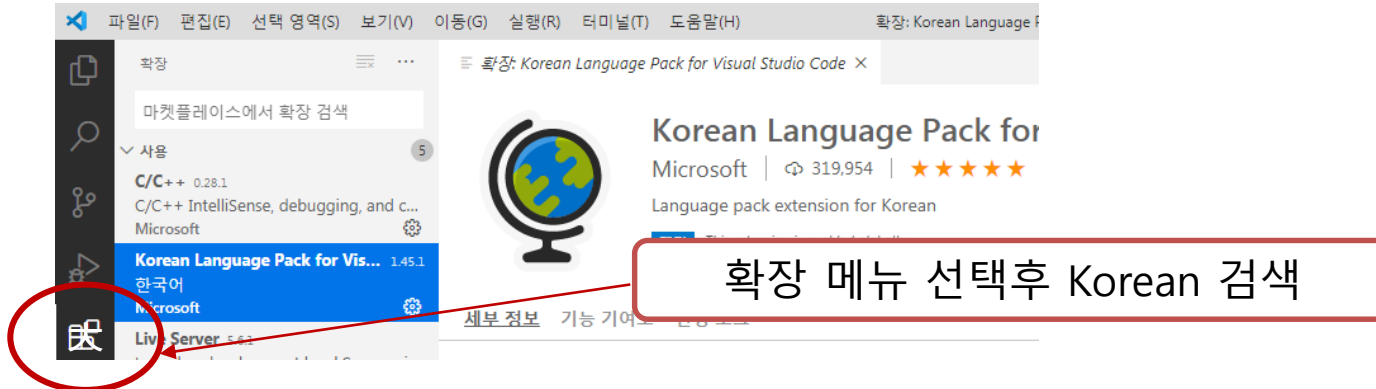 파일(F) 편집(E) 선택 영역(S) 보기(V) 이동(G) 실행(R) 터미널(T) 도움말(H) 확장: Korean Language
확장
확장: Korean Language Pack for Visual Studio Code
마켓플레이스에서 확장 검색
사용 5
C/C++ 0.28.1
C/C++ IntelliSense, debugging, and c...
Microsoft
Korean Language Pack for Vis... 1.45.1
한국어
Microsoft
Live Server 5.6.1
Korean Language Pack for
Microsoft 319,954
Language pack extension for Korean
확장 메뉴 선택후 Korean 검색
세부 정보 기능